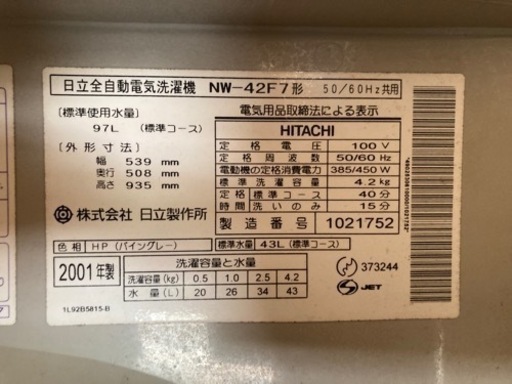 日立全自動電気洗濯機 NW-42F7形 50/60Hz共用
[標準使用水量]
97L (標準コース)
[外形寸法]
幅 539 mm
奥行 508 mm
高さ 935 mm
株式会社 日立製作所
電気用品取締法による表示
HITACHI
定格電圧 100V
定格周波数 50/60Hz
電動機の定格消費電力 385/450W
標準洗濯容量 4.2kg
定格標準コース 40分
時間洗いのみ 15分
製造番号 1021752
色相 HP (パイングレー) 標準水量 43L (標準コース)
2001年製
洗濯容量と水量
洗濯容量(kg) 0.5 1.0 2.5 4.2
水量(L) 20 26 34 43
373244
JET
1L92B5815-B